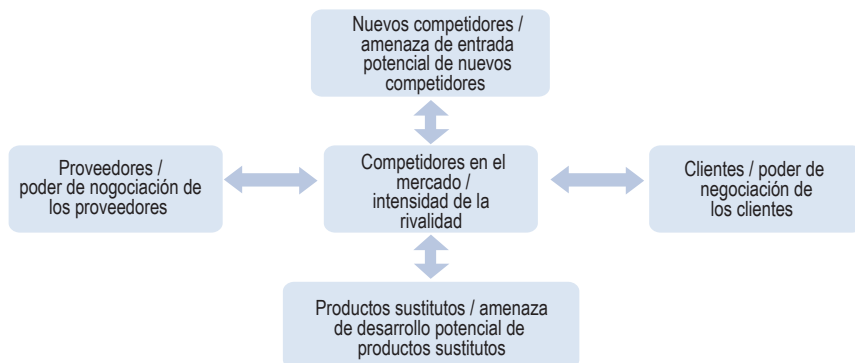 Nuevos competidores /
amenaza de entrada
potencial de nuevos
competidores
Proveedores /
poder de nogociación de
los proveedores
Competidores en el
mercado /
intensidad de la
rivalidad
Clientes / poder de
negociación de
los clientes
Productos sustitutos / amenaza
de desarrollo potencial de
productos sustitutos